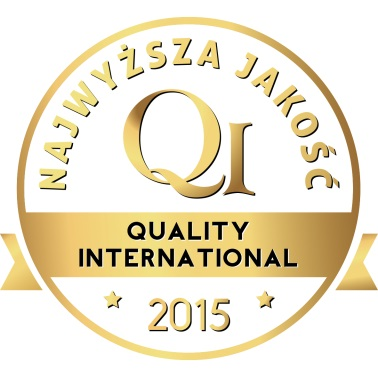 NAJWYŻSZA JAKOŚĆ
QI
QUALITY
INTERNATIONAL
2015